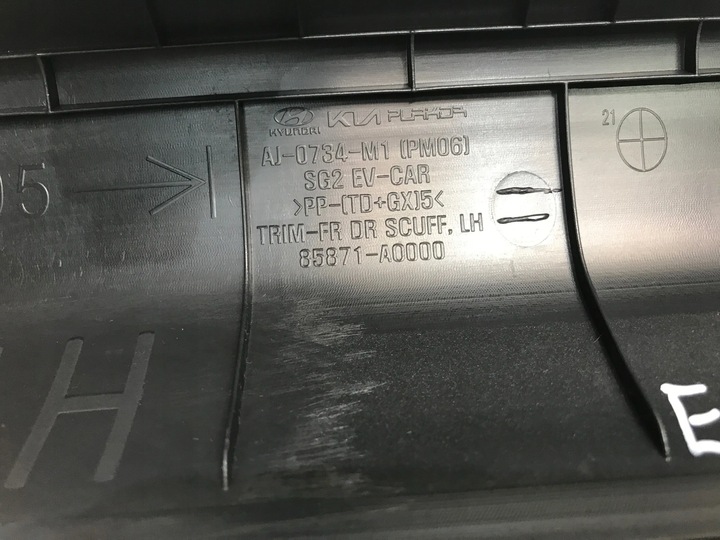 HYUNDAI KIA PLAKOR
AJ-0734-M1 (PM06)
SG2 EV-CAR
>PP-(TD+GX)5<
TRIM-FR DR SCUFF, LH
85871-A0000
21
05
H
E